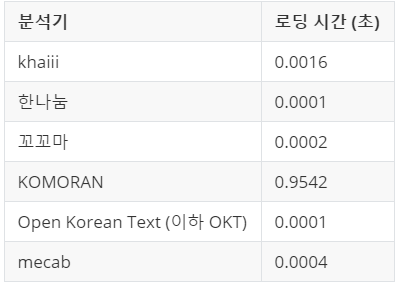 분석기 로딩 시간 (초)
khaiii 0.0016
한나눔 0.0001
꼬꼬마 0.0002
KOMORAN 0.9542
Open Korean Text (이하 OKT) 0.0001
mecab 0.0004